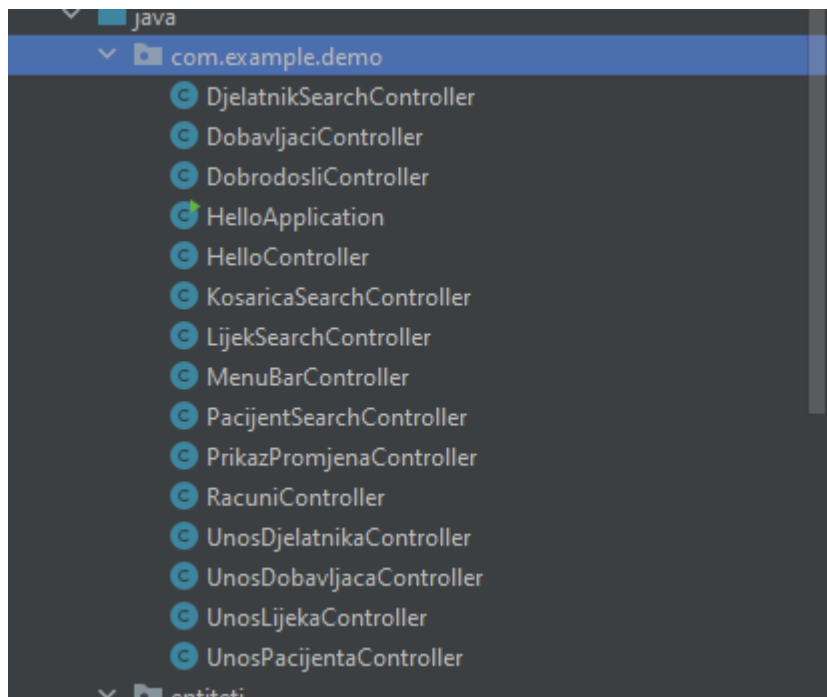 java
com.example.demo
DjelatnikSearchController
DobavljaciController
DobrodosliController
HelloApplication
HelloController
KosaricaSearchController
LijekSearchController
MenuBarController
PacijentSearchController
PrikazPromjenaController
RacuniController
UnosDjelatnikaController
UnosDobavljacaController
UnosLijekaController
UnosPacijentaController
entiteti